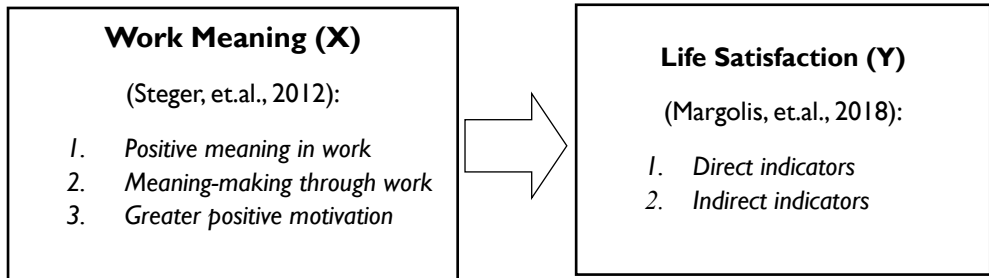 Work Meaning (X)
(Steger, et.al., 2012):
1. Positive meaning in work
2. Meaning-making through work
3. Greater positive motivation
Life Satisfaction (Y)
(Margolis, et.al., 2018):
1. Direct indicators
2. Indirect indicators